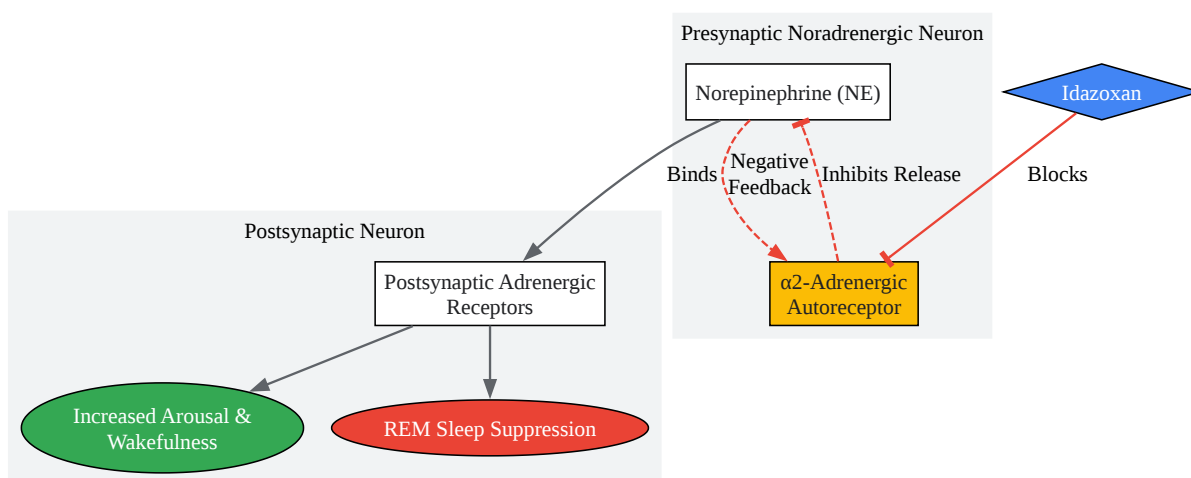 Presynaptic Noradrenergic Neuron
Norepinephrine (NE)
Idazoxan
Binds
Negative
Feedback
Inhibits Release
Blocks
Postsynaptic Neuron
Postsynaptic Adrenergic
Receptors
α2-Adrenergic
Autoreceptor
Increased Arousal &
Wakefulness
REM Sleep Suppression